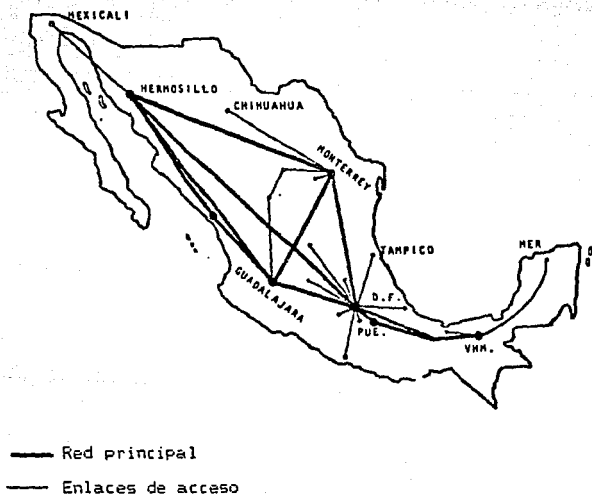 MEXICALI
HERMOSILLO
CHIHUAHUA
MONTERREY
TAMPICO
MER
GUADALAJARA
D.F.
PUE.
VHM.
Red principal
Enlaces de acceso